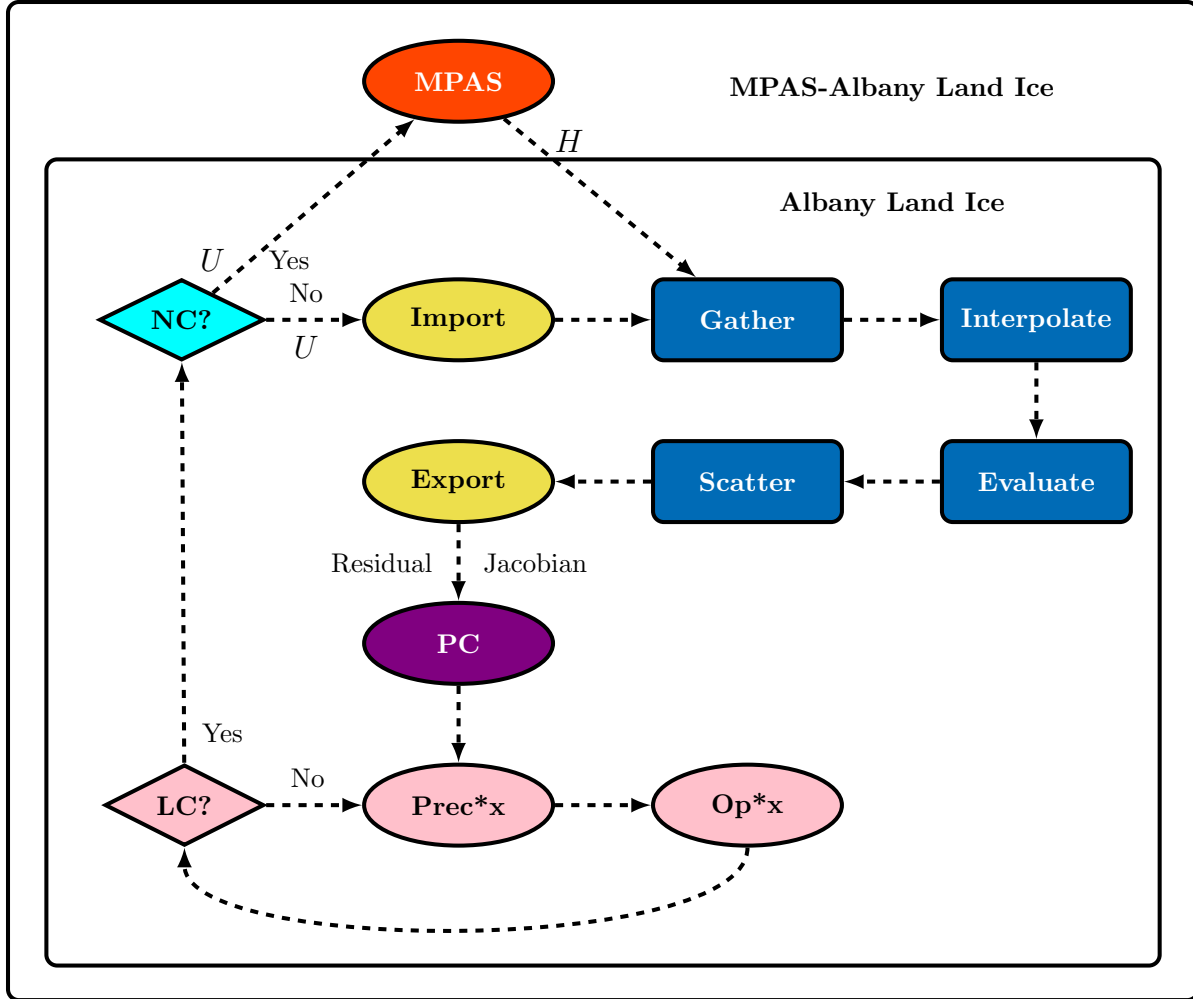 MPAS
MPAS-Albany Land Ice
H
Albany Land Ice
U
Yes
No
NC?
Import
Gather
Interpolate
U
Export
Scatter
Evaluate
Residual
Jacobian
PC
Yes
No
LC?
Prec*x
Op*x